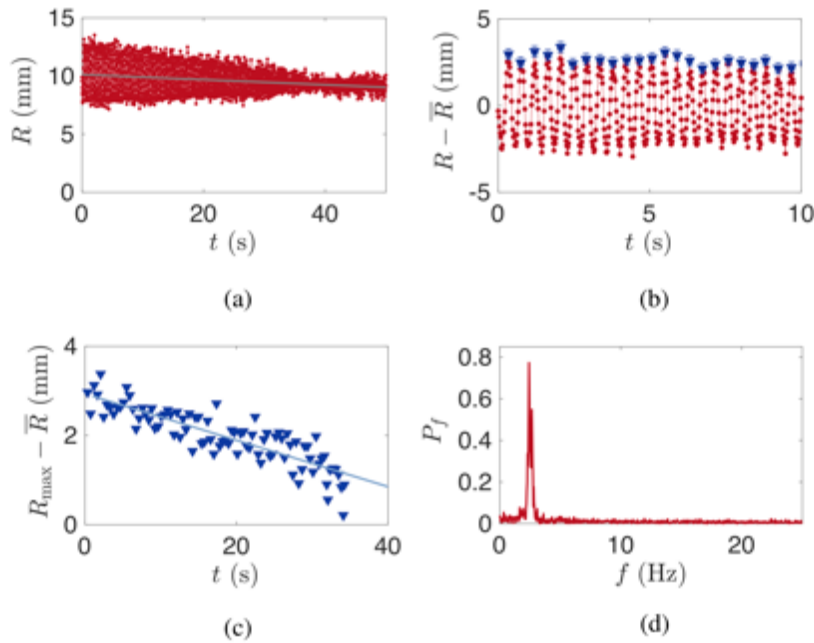 15
10
5
0
R (mm)
0 20 40
t (s)
(a)
5
0
-5
R − R̅ (mm)
0 5 10
t (s)
(b)
4
2
0
R_max − R̅ (mm)
0 20 40
t (s)
(c)
0.8
0.6
0.4
0.2
0
P_f
0 10 20
f (Hz)
(d)